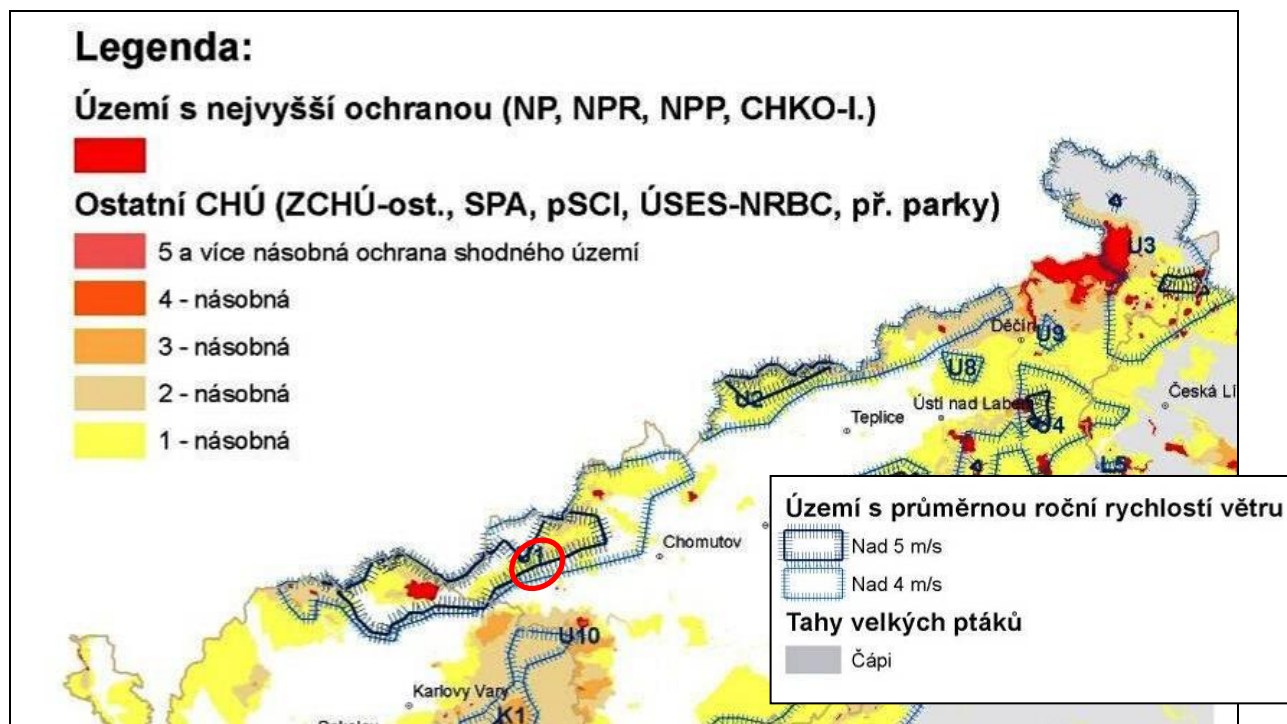 Legenda:
Území s nejvyšší ochranou (NP, NPR, NPP, CHKO-I.)
Ostatní CHÚ (ZCHÚ-ost., SPA, pSCI, ÚSES-NRBC, př. parky)
5 a více násobná ochrana shodného území
4 - násobná
3 - násobná
2 - násobná
1 - násobná
4
U3
Děčín
U9
U8
U2
Česká Lí
Teplice
Ústí nad Labem
U4
4
L5
Chomutov
U1
U10
Karlovy Vary
K1
Území s průměrnou roční rychlostí větru
Nad 5 m/s
Nad 4 m/s
Tahy velkých ptáků
Čápi